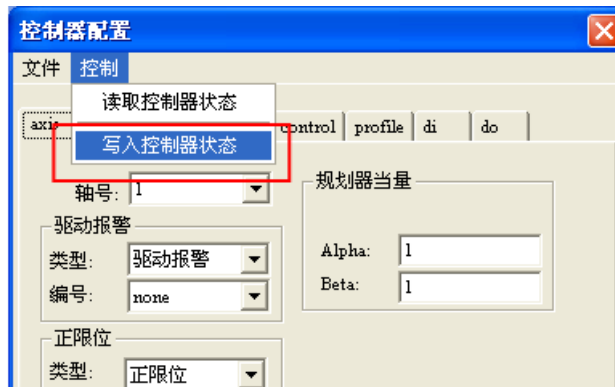 控制器配置
文件 控制
读取控制器状态
写入控制器状态
control profile di do
轴号: 1
规划器当量
驱动报警
类型: 驱动报警
Alpha: 1
编号: none
Beta: 1
正限位
类型: 正限位